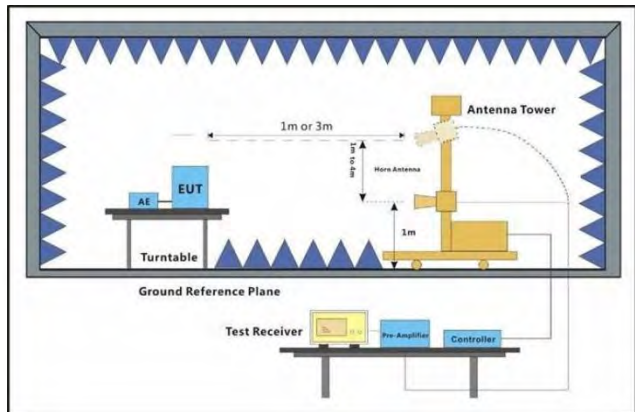 Antenna Tower
1m or 3m
1m to 4m
Horn Antenna
EUT
AE
1m
Turntable
Ground Reference Plane
Test Receiver
Pre-Amplifier
Controller